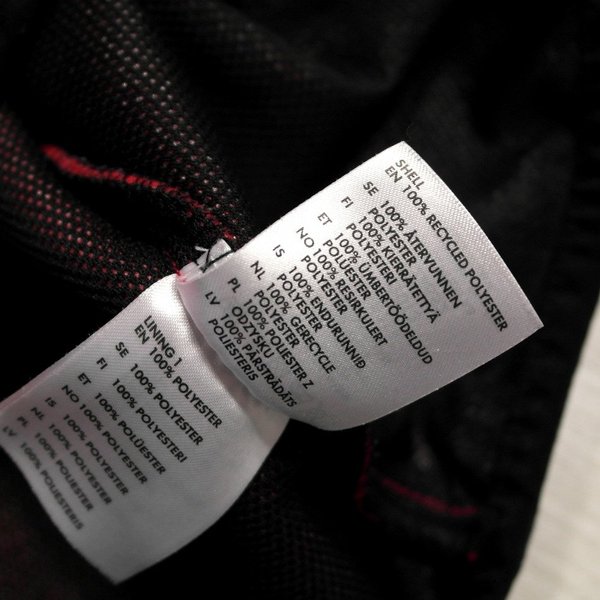 SHELL
EN 100% RECYCLED POLYESTER
SE 100% ÅTERVUNNEN
POLYESTER
FI 100% KIERRÄTETTYÄ
POLYESTERI
ET 100% ÜMBERTÖÖDELDUD
POLÜESTER
NO 100% RESIRKULERT
POLYESTER
IS 100% ENDURUNNID
POLYESTER
NL 100% GERECYCLE
POLYESTER
PL 100% POLIESTER Z
ODZYSKU
LV 100% PĀRSTRĀDĀTS
POLIESTERIS
LINING 1
EN 100% POLYESTER
SE 100% POLYESTER
FI 100% POLYESTERI
ET 100% POLÜESTER
NO 100% POLYESTER
IS 100% POLYESTER
NL 100% POLYESTER
PL 100% POLIESTER
LV 100% POLIESTERIS